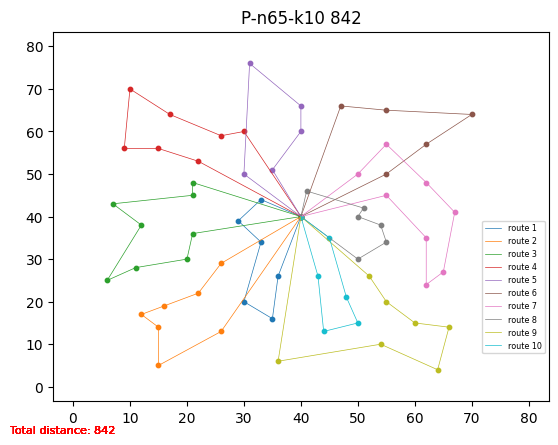 P-n65-k10 842
80
70
60
50
40
30
20
10
0
0 10 20 30 40 50 60 70 80
route 1
route 2
route 3
route 4
route 5
route 6
route 7
route 8
route 9
route 10
Total distance: 842